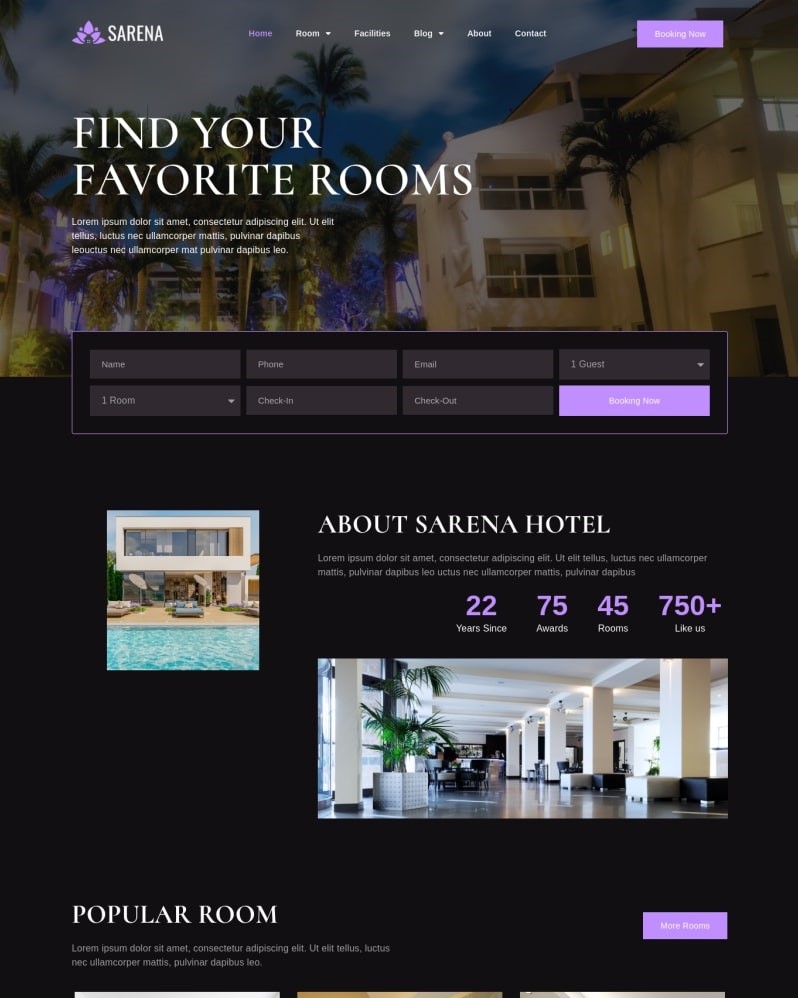 SARENA
Home Room Facilities Blog About Contact
Booking Now
FIND YOUR
FAVORITE ROOMS
Lorem ipsum dolor sit amet, consectetur adipiscing elit. Ut elit
tellus, luctus nec ullamcorper mattis, pulvinar dapibus
leouctus nec ullamcorper mat pulvinar dapibus leo.
Name Phone Email 1 Guest
1 Room Check-In Check-Out Booking Now
ABOUT SARENA HOTEL
Lorem ipsum dolor sit amet, consectetur adipiscing elit. Ut elit tellus, luctus nec ullamcorper
mattis, pulvinar dapibus leo uctus nec ullamcorper mattis, pulvinar dapibus
22 75 45 750+
Years Since Awards Rooms Like us
POPULAR ROOM
More Rooms
Lorem ipsum dolor sit amet, consectetur adipiscing elit. Ut elit tellus, luctus
nec ullamcorper mattis, pulvinar dapibus leo.